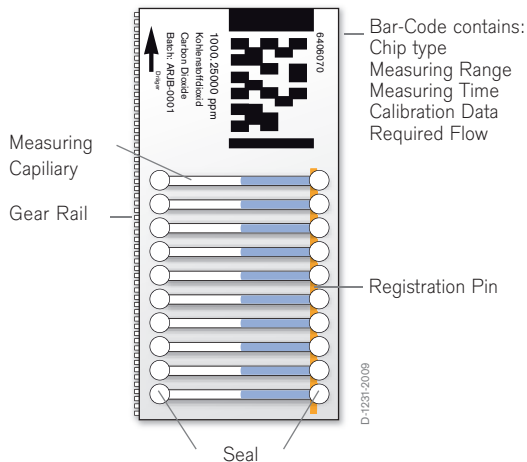 6406070
1000.25000 ppm
Kohlenstoffdioxid
Carbon Dioxide
Batch: ARJB-0001
Dräger
Bar-Code contains:
Chip type
Measuring Range
Measuring Time
Calibration Data
Required Flow
Measuring
Capiliary
Gear Rail
Registration Pin
D-1231-2009
Seal